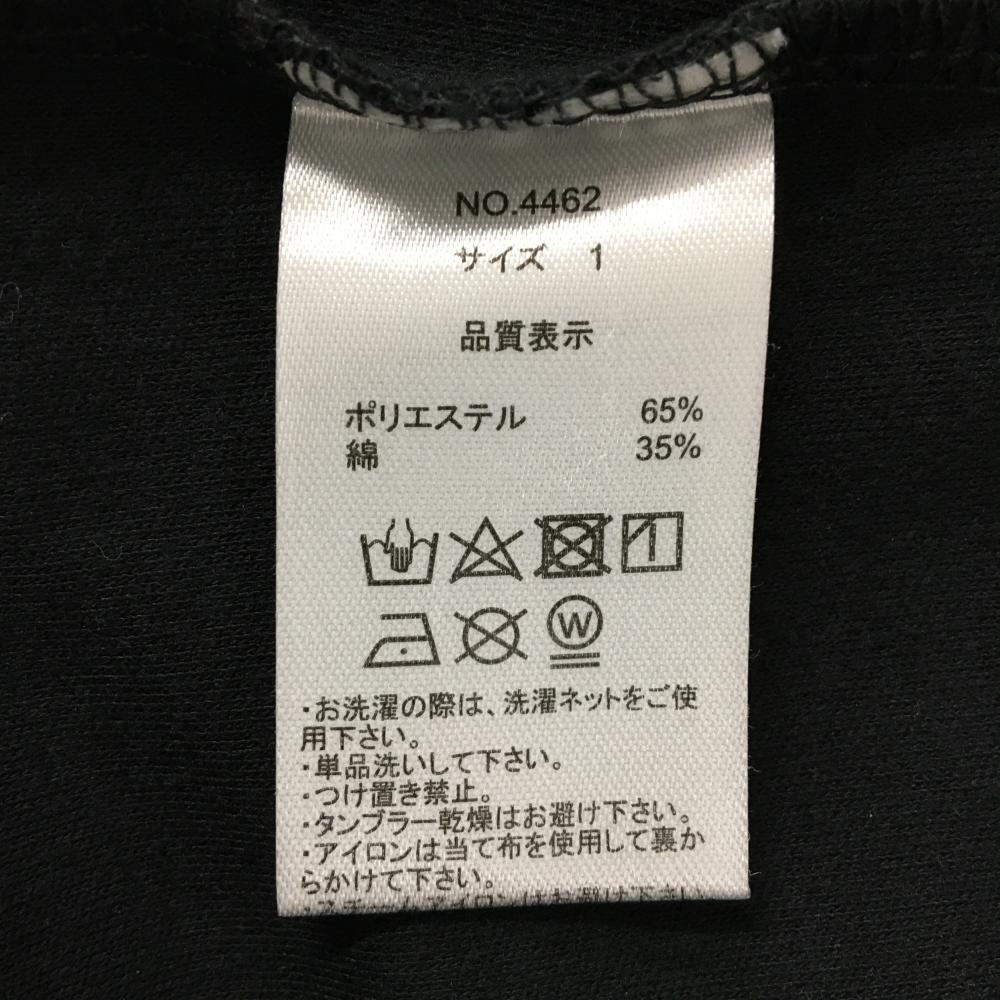 NO.4462
サイズ 1
品質表示
ポリエステル 65%
綿 35%
W
・お洗濯の際は、洗濯ネットをご使
用下さい。
・単品洗いして下さい。
・つけ置き禁止。
・タンブラー乾燥はお避け下さい。
・アイロンは当て布を使用して裏か
らかけて下さい。